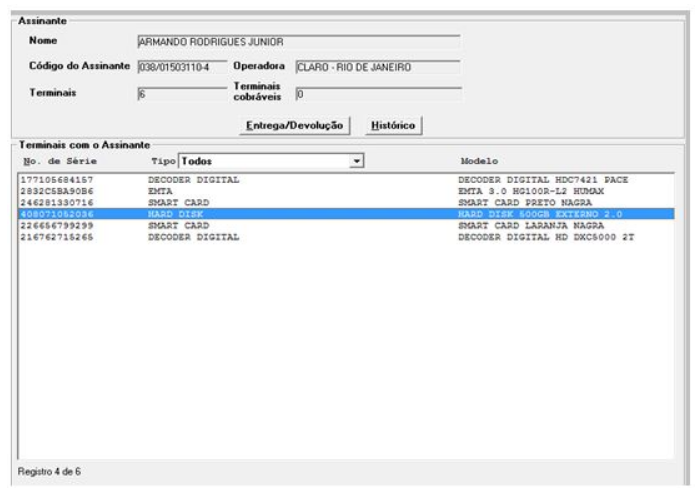 Assinante
Nome ARMANDO RODRIGUES JUNIOR
Código do Assinante 038/01503110-4 Operadora CLARO - RIO DE JANEIRO
Terminais 6 Terminais cobráveis 0
Entrega/Devolução Histórico
Terminais com o Assinante
No. de Série Tipo Todos Modelo
177105684157 DECODER DIGITAL DECODER DIGITAL HDC7421 PACE
2832C5BA90B6 EMTA EMTA 3.0 HG100R-L2 HUMAX
246281330716 SMART CARD SMART CARD PRETO NAGRA
408071052036 HARD DISK HARD DISK 500GB EXTERNO 2.0
226656799299 SMART CARD SMART CARD LARANJA NAGRA
216762715265 DECODER DIGITAL DECODER DIGITAL HD DXC5000 2T
Registro 4 de 6